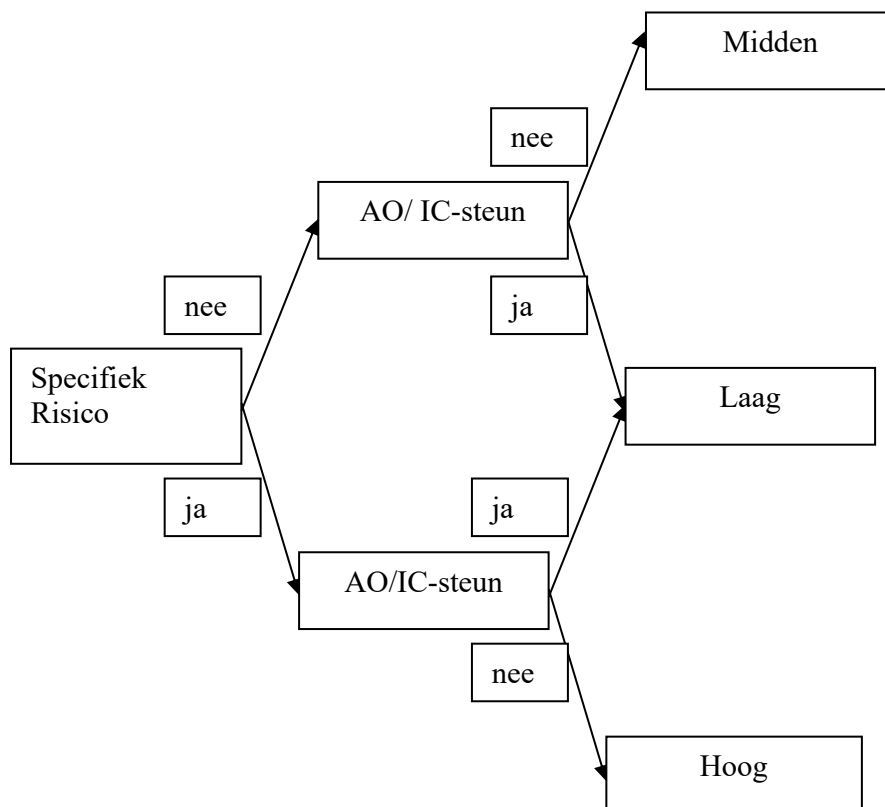 Midden
nee
AO/ IC-steun
nee
ja
Specifiek
Risico
Laag
ja
ja
AO/IC-steun
nee
Hoog